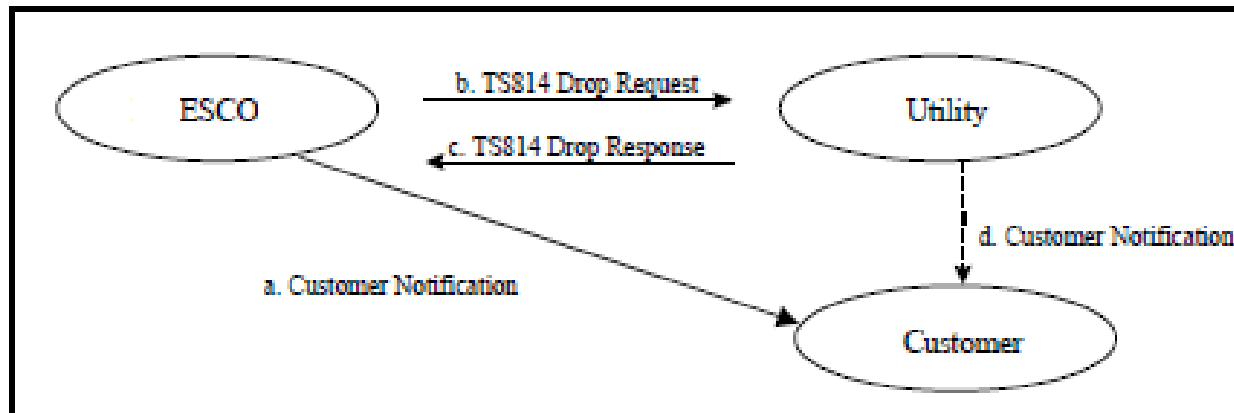 b. TS814 Drop Request
ESCO
Utility
c. TS814 Drop Response
d. Customer Notification
a. Customer Notification
Customer